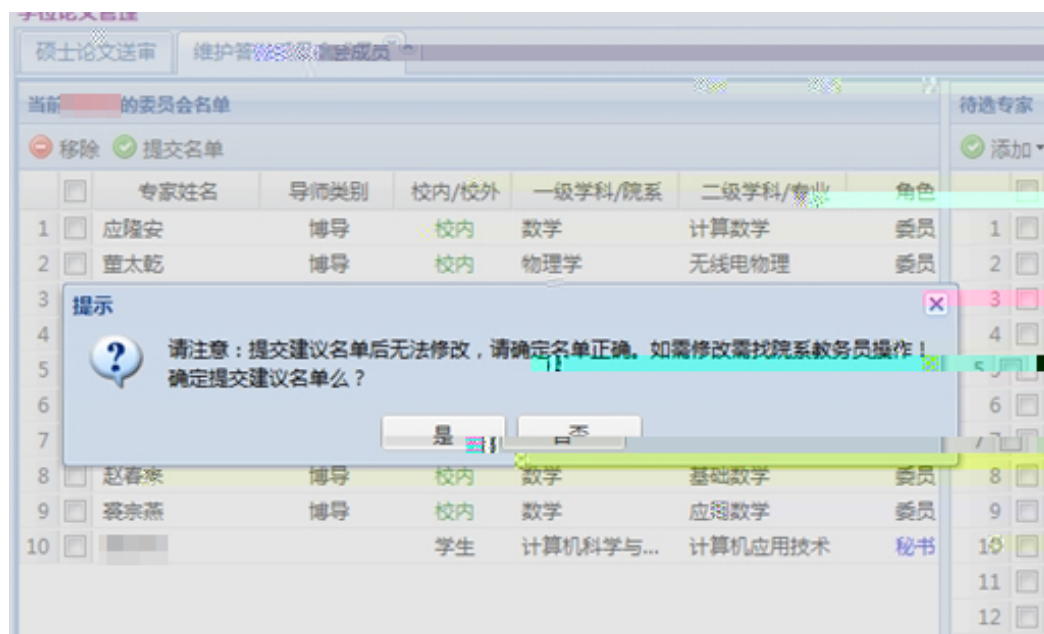 学位论文管理
硕士论文送审 维护答
当前 的委员会名单 待选专家
移除 提交名单 添加
专家姓名 导师类别 校内/校外 一级学科/院系 二级学科/专业 角色
1 应隆安 博导 校内 数学 计算数学 委员 1
2 董太乾 博导 校内 物理学 无线电物理 委员 2
3 提示 3
4 请注意：提交建议名单后无法修改，请确定名单正确。如需修改需找院系教务员操作！ 4
5 确定提交建议名单么？ 5
6 6
7 是 否 7
8 博导 校内 数学 基础数学 委员 8
9 裘宗燕 博导 校内 数学 应用数学 委员 9
10 学生 计算机科学与... 计算机应用技术 秘书 10
11
12